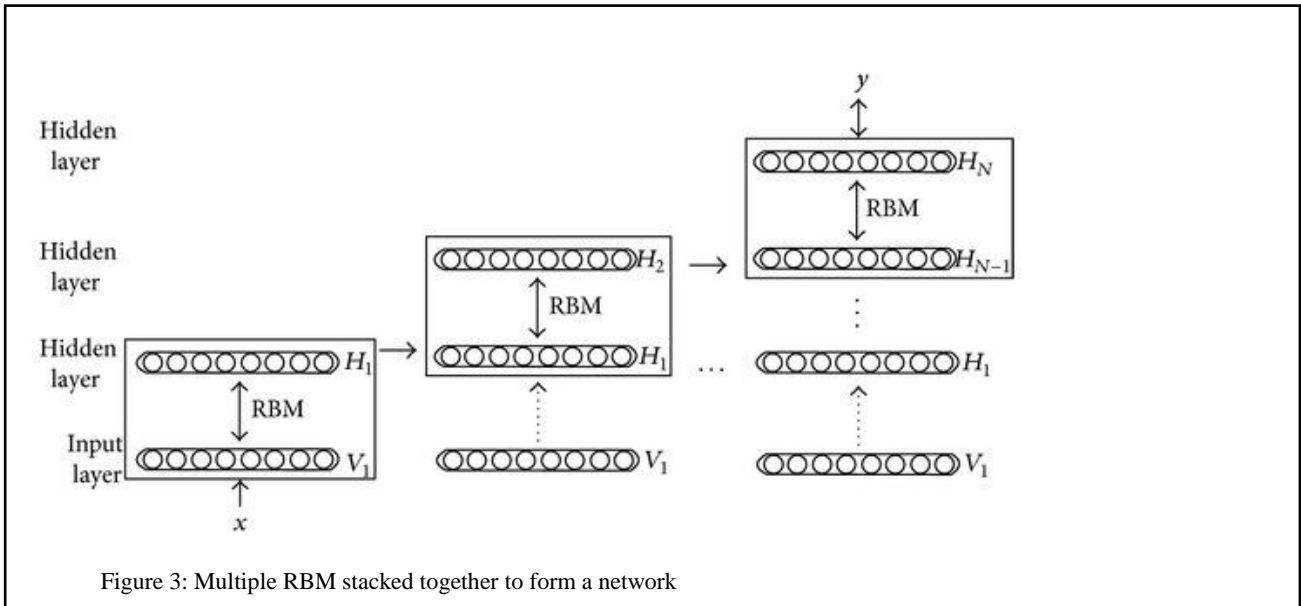 y
Hidden
layer
H_N
RBM
Hidden
layer
H_2
H_{N-1}
RBM
⋮
Hidden
layer
H_1
H_1
...
H_1
RBM
Input
layer
V_1
V_1
V_1
x
Figure 3: Multiple RBM stacked together to form a network